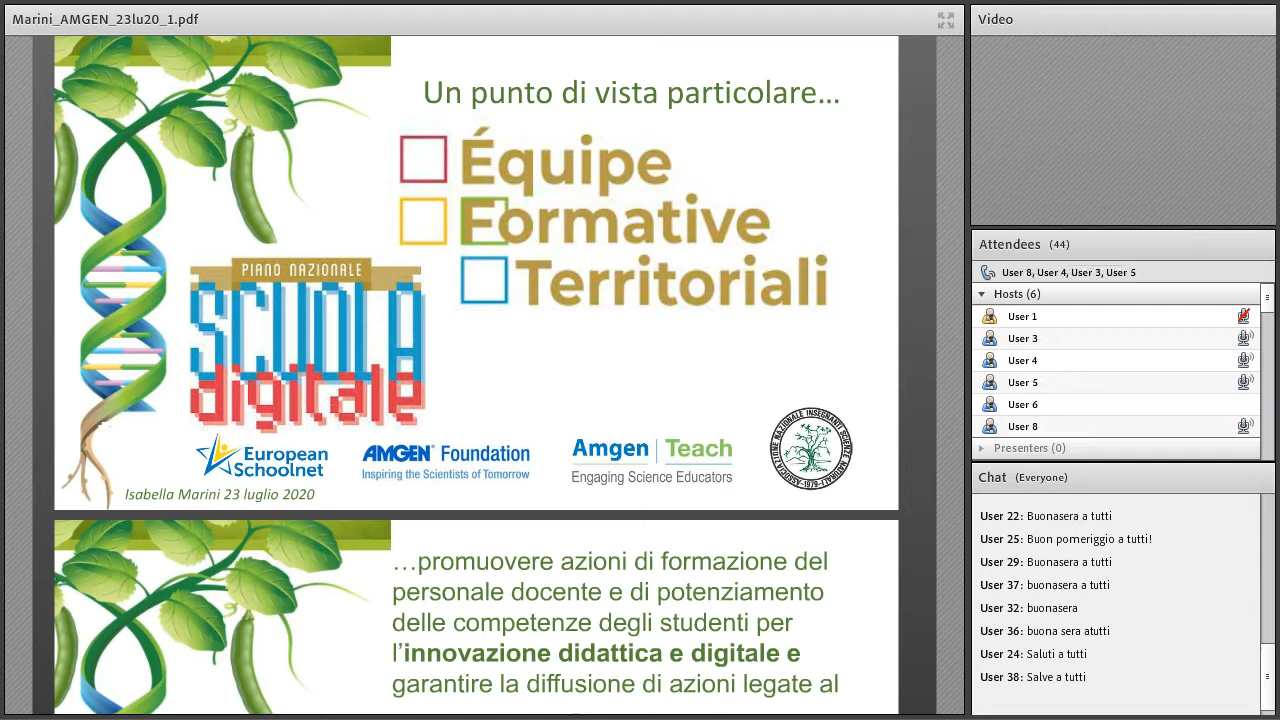 Marini_AMGEN_23lu20_1.pdf
Un punto di vista particolare...
Équipe
Formative
Territoriali
PIANO NAZIONALE
SCUOLA
digitale
European
Schoolnet
AMGEN® Foundation
Inspiring the Scientists of Tomorrow
Amgen | Teach
Engaging Science Educators
ASSOCIAZIONE NAZIONALE INSEGNANTI SCIENZE NATURALI
-1979-
Isabella Marini 23 luglio 2020
...promuovere azioni di formazione del
personale docente e di potenziamento
delle competenze degli studenti per
l'innovazione didattica e digitale e
garantire la diffusione di azioni legate al
Video
Attendees (44)
User 8, User 4, User 3, User 5
Hosts (6)
User 1
User 3
User 4
User 5
User 6
User 8
Presenters (0)
Chat (Everyone)
User 22: Buonasera a tutti
User 25: Buon pomeriggio a tutti!
User 29: Buonasera a tutti
User 37: buonasera a tutti
User 32: buonasera
User 36: buona sera atutti
User 24: Saluti a tutti
User 38: Salve a tutti